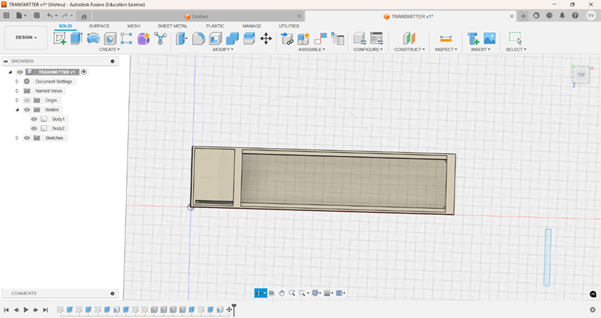 TRANSMITTER v1* (Vishnu) - Autodesk Fusion (Education License)
Untitled
TRANSMITTER v1*
VV
SOLID
SURFACE
MESH
SHEET METAL
PLASTIC
MANAGE
UTILITIES
DESIGN
CREATE
MODIFY
ASSEMBLE
CONFIGURE
CONSTRUCT
INSPECT
INSERT
SELECT
BROWSER
TRANSMITTER v1
Document Settings
Named Views
Origin
Bodies
Body1
Body2
Sketches
TOP
COMMENTS